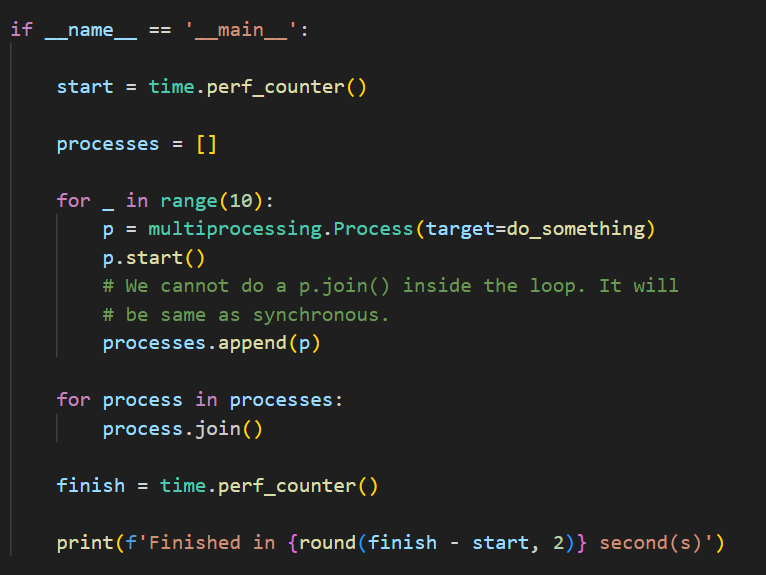 if __name__ == '__main__':
start = time.perf_counter()
processes = []
for _ in range(10):
p = multiprocessing.Process(target=do_something)
p.start()
# We cannot do a p.join() inside the loop. It will
# be same as synchronous.
processes.append(p)
for process in processes:
process.join()
finish = time.perf_counter()
print(f'Finished in {round(finish - start, 2)} second(s)')